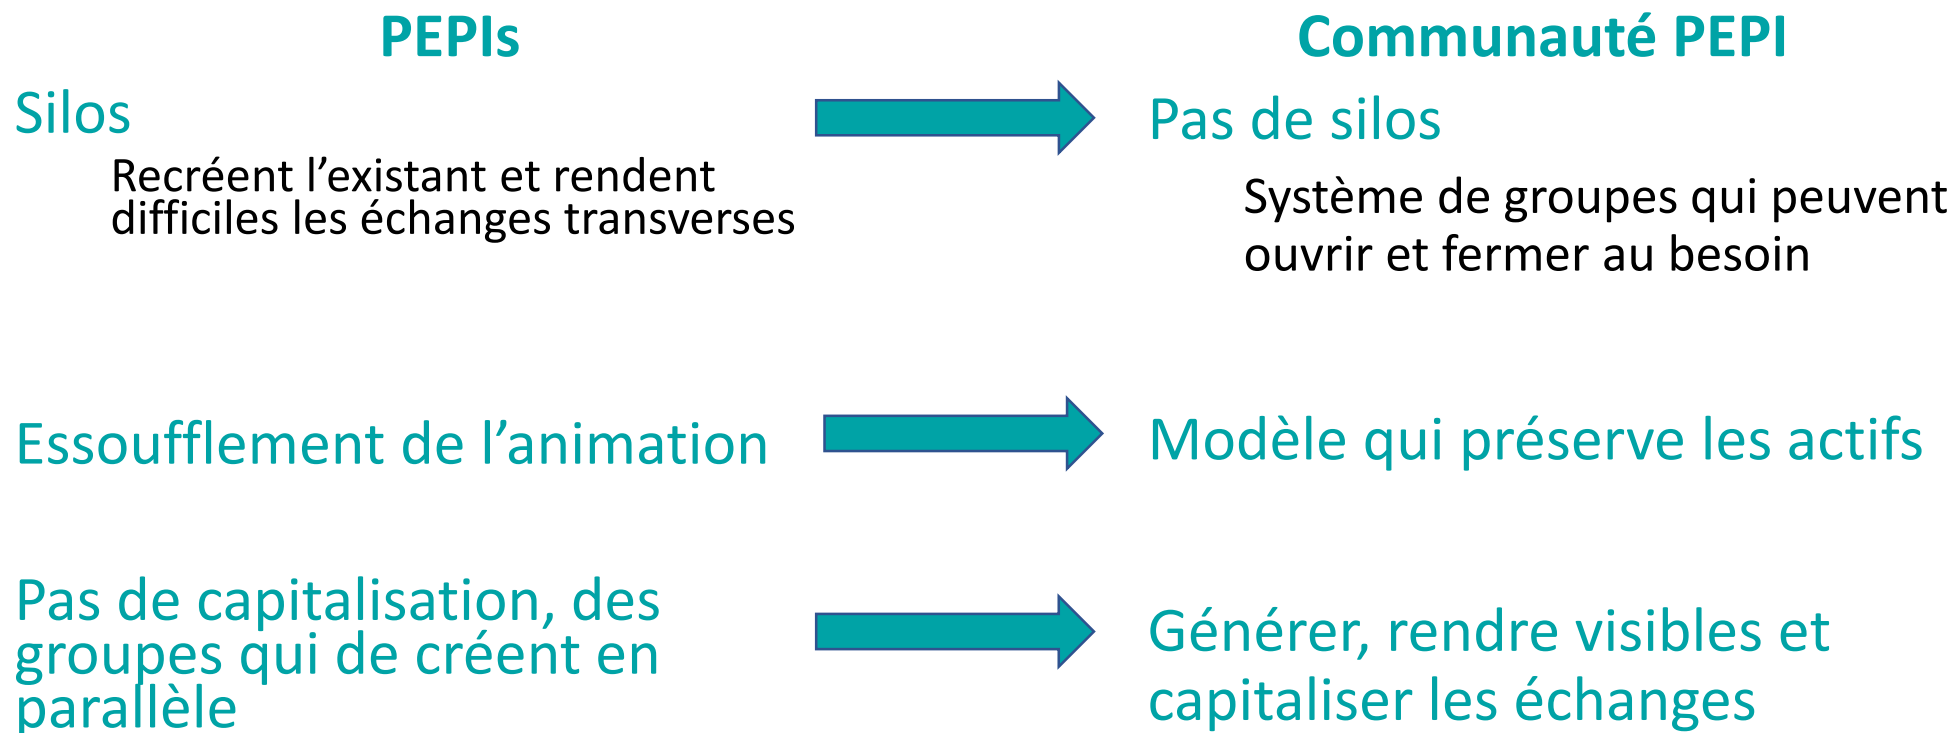 PEPIs
Communauté PEPI
Silos
Pas de silos
Recréent l’existant et rendent
difficiles les échanges transverses
Système de groupes qui peuvent
ouvrir et fermer au besoin
Essoufflement de l’animation
Modèle qui préserve les actifs
Pas de capitalisation, des
groupes qui de créent en
parallèle
Générer, rendre visibles et
capitaliser les échanges